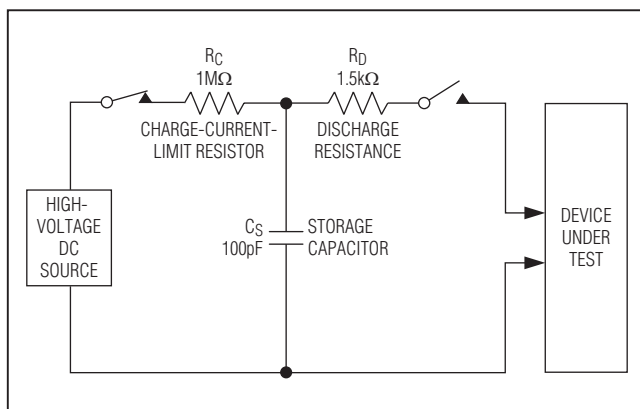 R_C
1MΩ
CHARGE-CURRENT-
LIMIT RESISTOR
R_D
1.5kΩ
DISCHARGE
RESISTANCE
HIGH-
VOLTAGE
DC
SOURCE
C_S
100pF
STORAGE
CAPACITOR
DEVICE
UNDER
TEST